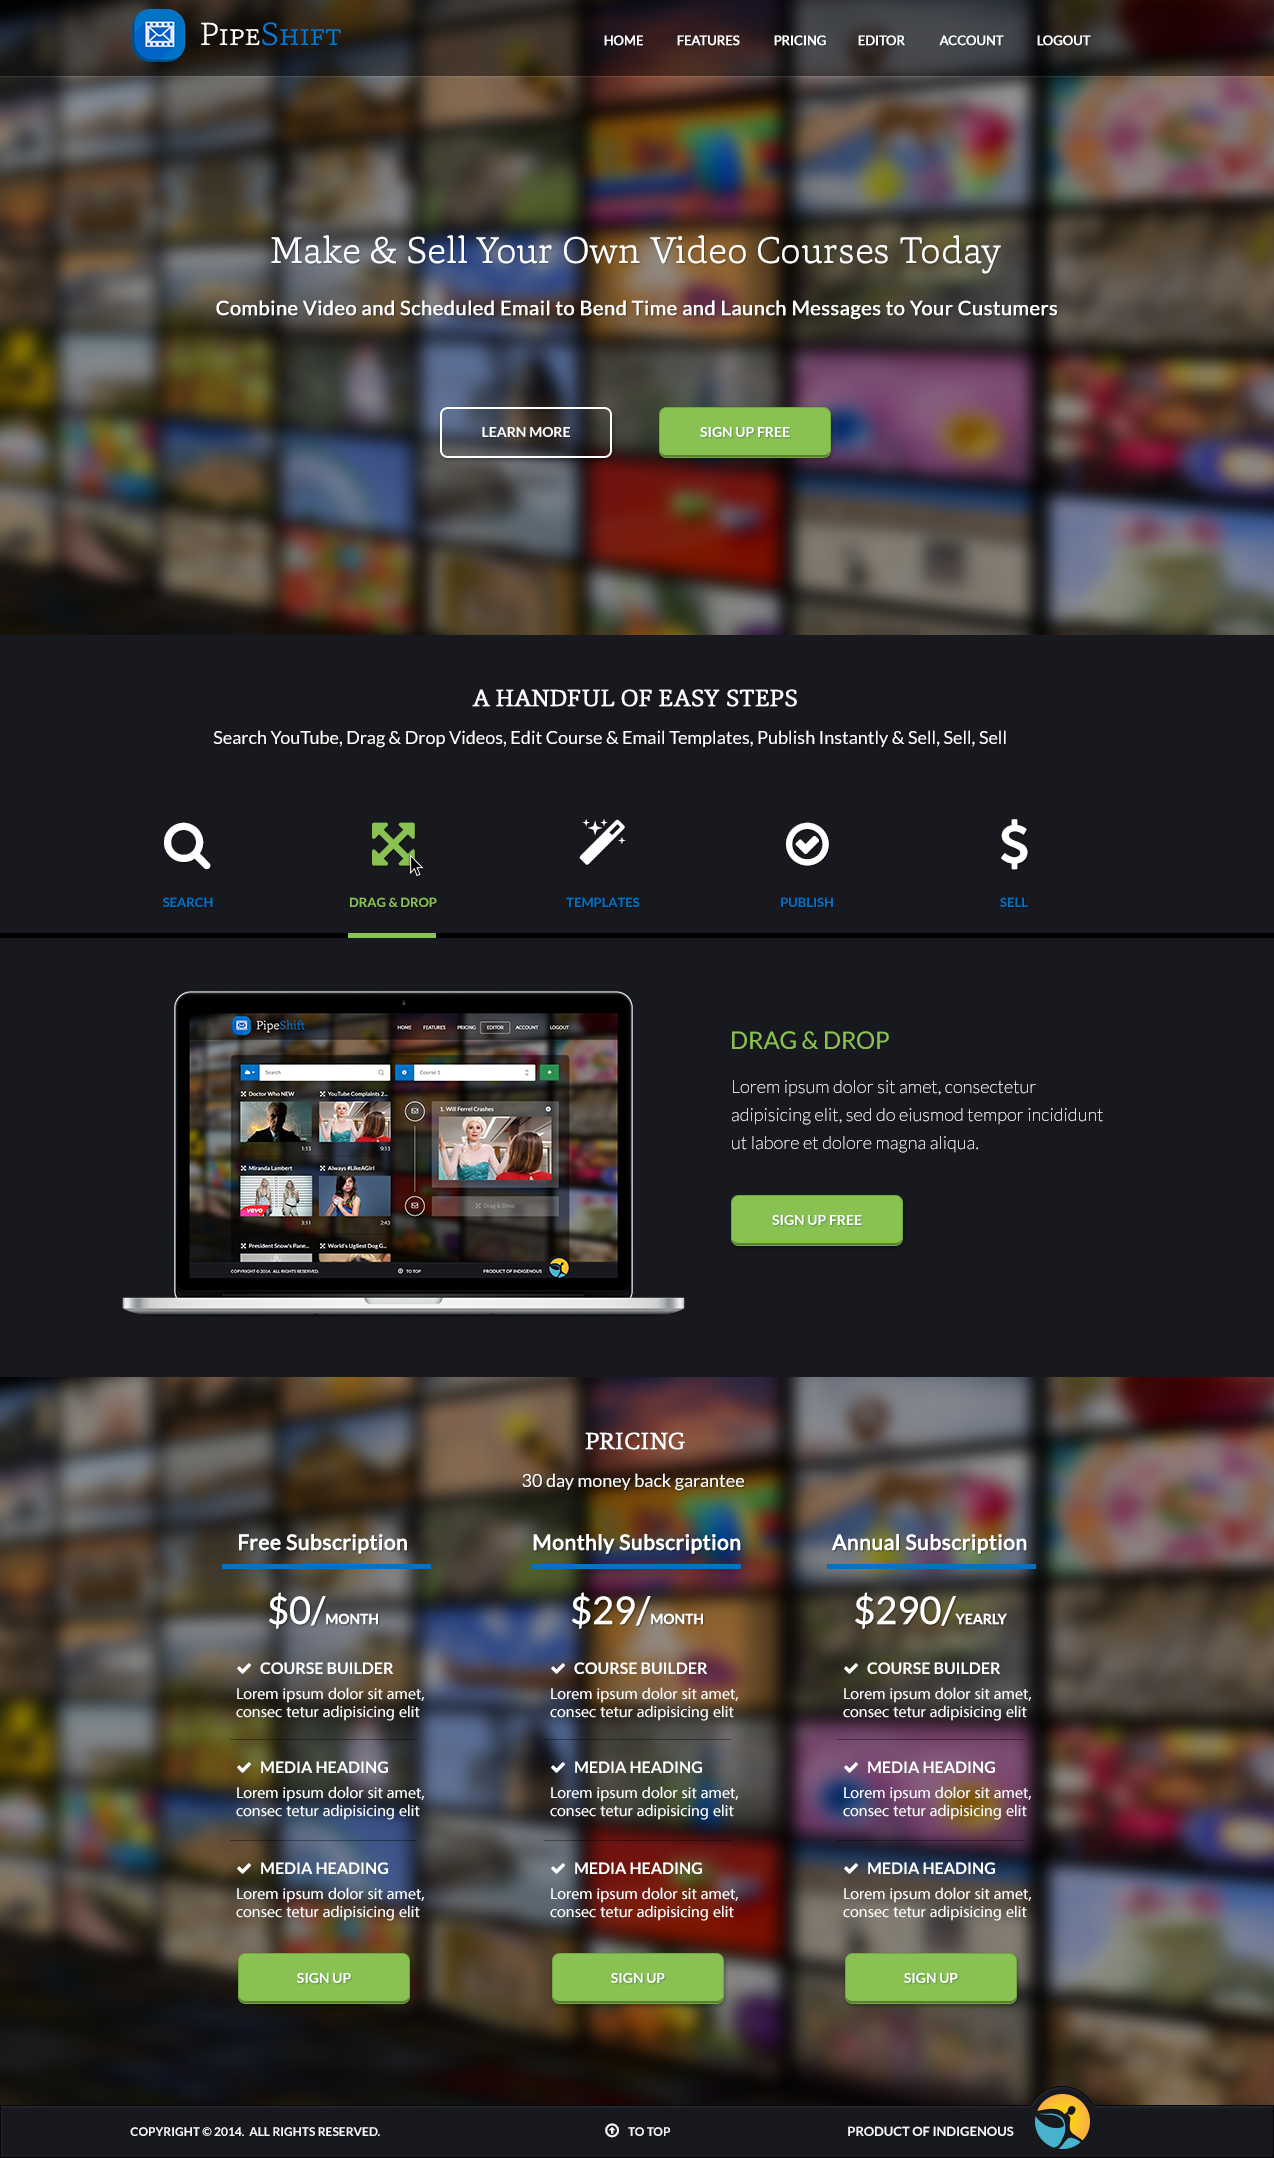 PipeShift
HOME FEATURES PRICING EDITOR ACCOUNT LOGOUT
Make & Sell Your Own Video Courses Today
Combine Video and Scheduled Email to Bend Time and Launch Messages to Your Custumers
LEARN MORE SIGN UP FREE
A HANDFUL OF EASY STEPS
Search YouTube, Drag & Drop Videos, Edit Course & Email Templates, Publish Instantly & Sell, Sell, Sell
SEARCH DRAG & DROP TEMPLATES PUBLISH SELL
PipeShift HOME FEATURES PRICING EDITOR ACCOUNT LOGOUT
Search Course 1
Doctor Who NEW YouTube Complaints 2...
1. Will Ferrel Crashes
1:13 9:13
Miranda Lambert Always #LikeAGirl
vevo
Drag & Drop
3:11 2:43
President Snow's Pane... World's Ugliest Dog G...
COPYRIGHT © 2014. ALL RIGHTS RESERVED. TO TOP PRODUCT OF INDIGENOUS
DRAG & DROP
Lorem ipsum dolor sit amet, consectetur
adipisicing elit, sed do eiusmod tempor incididunt
ut labore et dolore magna aliqua.
SIGN UP FREE
PRICING
30 day money back garantee
Free Subscription
$0/MONTH
COURSE BUILDER
Lorem ipsum dolor sit amet,
consec tetur adipisicing elit
MEDIA HEADING
Lorem ipsum dolor sit amet,
consec tetur adipisicing elit
MEDIA HEADING
Lorem ipsum dolor sit amet,
consec tetur adipisicing elit
SIGN UP
Monthly Subscription
$29/MONTH
COURSE BUILDER
Lorem ipsum dolor sit amet,
consec tetur adipisicing elit
MEDIA HEADING
Lorem ipsum dolor sit amet,
consec tetur adipisicing elit
MEDIA HEADING
Lorem ipsum dolor sit amet,
consec tetur adipisicing elit
SIGN UP
Annual Subscription
$290/YEARLY
COURSE BUILDER
Lorem ipsum dolor sit amet,
consec tetur adipisicing elit
MEDIA HEADING
Lorem ipsum dolor sit amet,
consec tetur adipisicing elit
MEDIA HEADING
Lorem ipsum dolor sit amet,
consec tetur adipisicing elit
SIGN UP
COPYRIGHT © 2014. ALL RIGHTS RESERVED. TO TOP PRODUCT OF INDIGENOUS